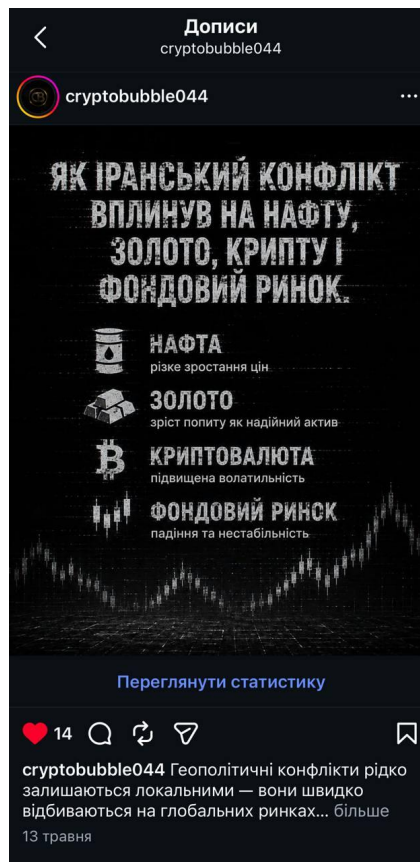 Дописи
cryptobubble044
cryptobubble044
ЯК ІРАНСЬКИЙ КОНФЛІКТ
ВПЛИНУВ НА НАФТУ,
ЗОЛОТО, КРИПТУ І
ФОНДОВИЙ РИНОК.
НАФТА
різке зростання цін
ЗОЛОТО
зріст попиту як надійний актив
КРИПТОВАЛЮТА
підвищена волатильність
ФОНДОВИЙ РИНСК
падіння та нестабільність
Переглянути статистику
14
cryptobubble044 Геополітичні конфлікти рідко
залишаються локальними — вони швидко
відбиваються на глобальних ринках... більше
13 травня